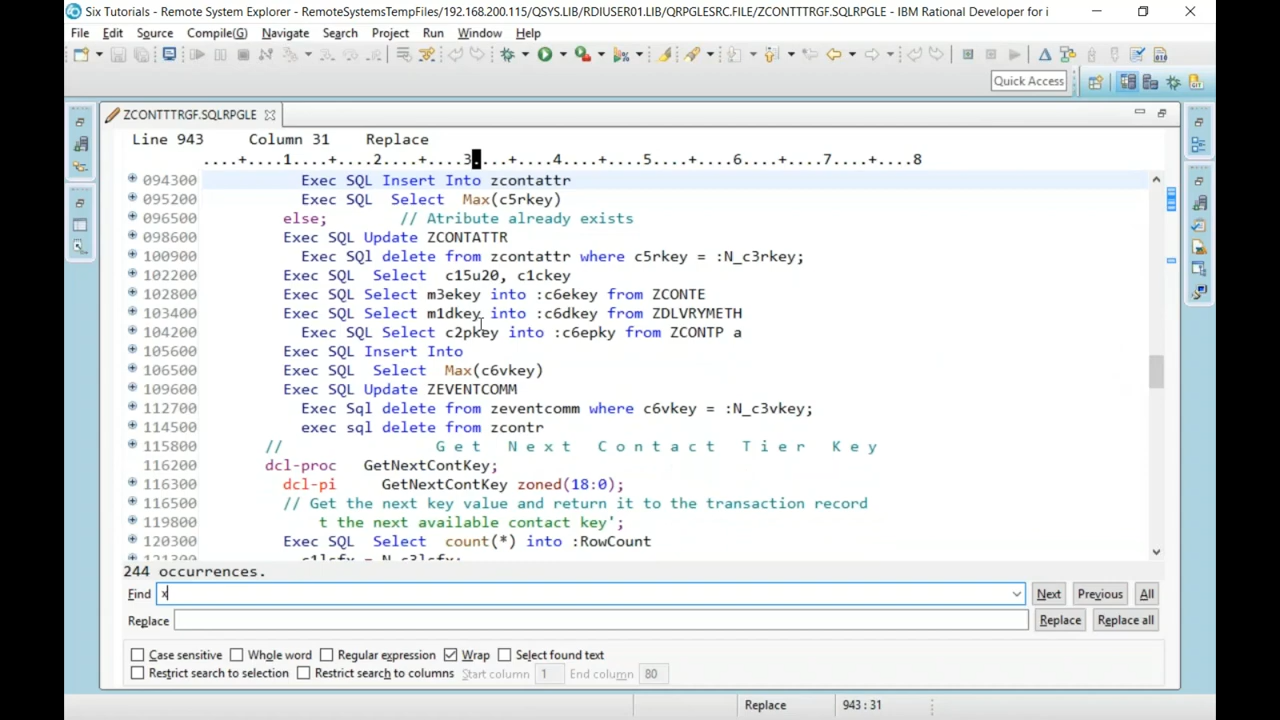 Six Tutorials - Remote System Explorer - RemoteSystemsTempFiles/192.168.200.115/QSYS.LIB/RDIUSER01.LIB/QRPGLESRC.FILE/ZCONTTTRGF.SQLRPGLE - IBM Rational Developer for i
File Edit Source Compile(G) Navigate Search Project Run Window Help
Quick Access
ZCONTTTRGF.SQLRPGLE
Line 943 Column 31 Replace
....+....1....+....2....+....3....+....4....+....5....+....6....+....7....+....8
094300 Exec SQL Insert Into zcontattr
095200 Exec SQL Select Max(c5rkey)
096500 else; // Atribute already exists
098600 Exec SQL Update ZCONTATTR
100900 Exec SQl delete from zcontattr where c5rkey = :N_c3rkey;
102200 Exec SQL Select c15u20, c1ckey
102800 Exec SQL Select m3ekey into :c6ekey from ZCONTE
103400 Exec SQL Select m1dkey into :c6dkey from ZDLVRYMETH
104200 Exec SQL Select c2pkey into :c6epky from ZCONTP a
105600 Exec SQL Insert Into
106500 Exec SQL Select Max(c6vkey)
109600 Exec SQL Update ZEVENTCOMM
112700 Exec Sql delete from zeventcomm where c6vkey = :N_c3vkey;
114500 exec sql delete from zcontr
115800 // G e t N e x t C o n t a c t T i e r K e y
116200 dcl-proc GetNextContKey;
116300 dcl-pi GetNextContKey zoned(18:0);
116500 // Get the next key value and return it to the transaction record
119800 t the next available contact key';
120300 Exec SQL Select count(*) into :RowCount
121300 c1lsfx = N_c3lsfx;
244 occurrences.
Find x Next Previous All
Replace Replace Replace all
Case sensitive Whole word Regular expression Wrap Select found text
Restrict search to selection Restrict search to columns Start column 1 End column 80
Replace 943 : 31